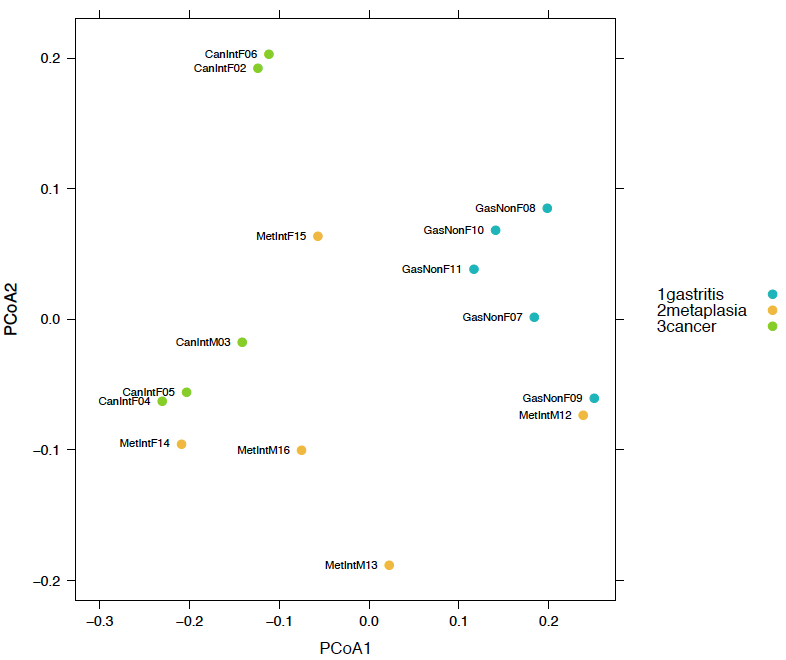 CanIntF06
CanIntF02
GasNonF08
GasNonF10
MetIntF15
GasNonF11
GasNonF07
CanIntM03
CanIntF05
CanIntF04
GasNonF09
MetIntM12
MetIntF14
MetIntM16
MetIntM13
0.2
0.1
0.0
−0.1
−0.2
PCoA2
−0.3
−0.2
−0.1
0.0
0.1
0.2
PCoA1
1gastritis
2metaplasia
3cancer